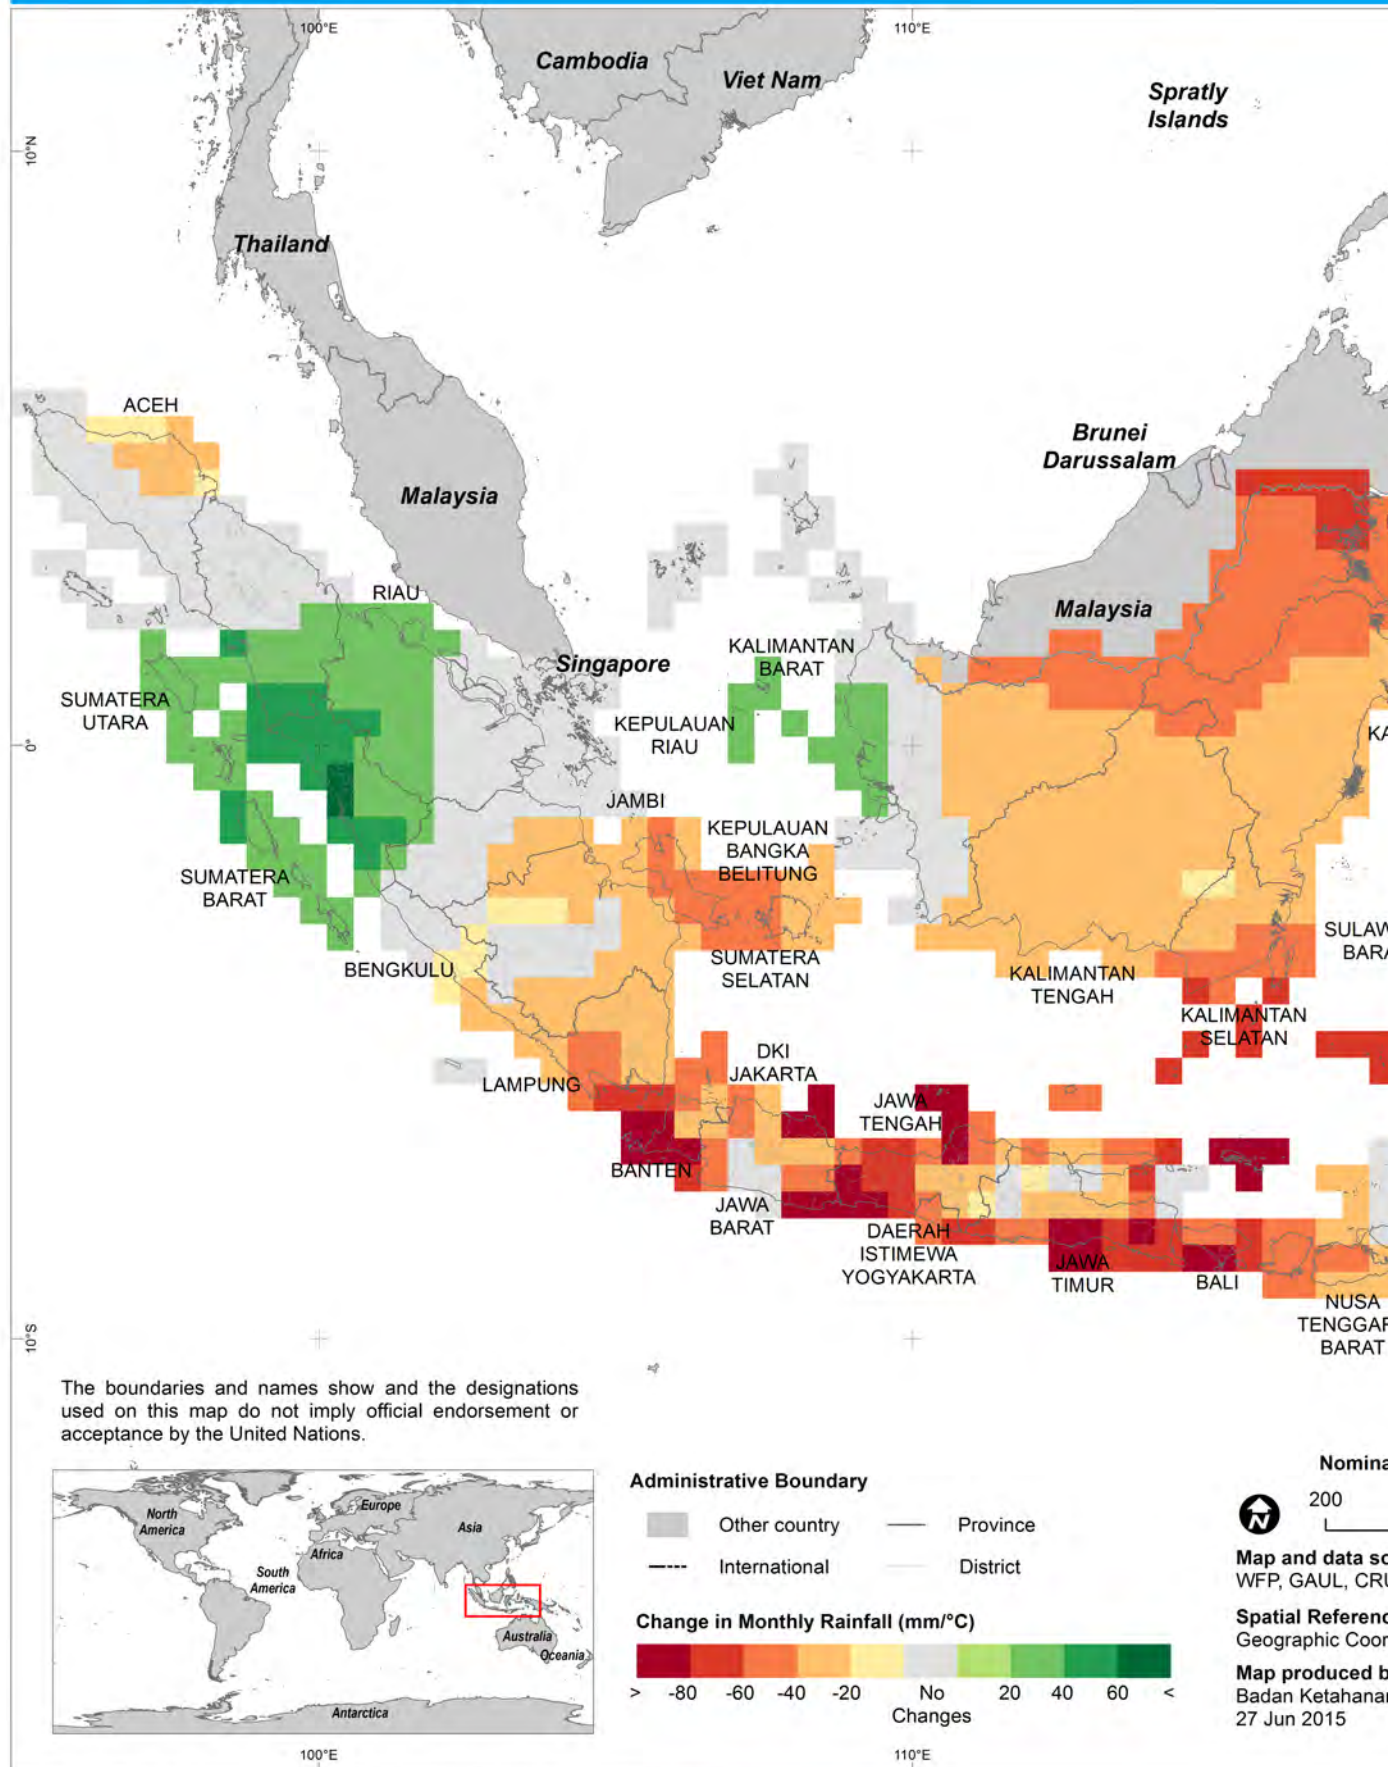 100°E
110°E
Cambodia
Viet Nam
Spratly
Islands
10°N
Thailand
ACEH
Brunei
Darussalam
Malaysia
RIAU
Malaysia
KALIMANTAN
BARAT
Singapore
SUMATERA
UTARA
KEPULAUAN
RIAU
0°
KA
JAMBI
KEPULAUAN
BANGKA
BELITUNG
SUMATERA
BARAT
SULAW
BARA
BENGKULU
SUMATERA
SELATAN
KALIMANTAN
TENGAH
KALIMANTAN
SELATAN
DKI
JAKARTA
LAMPUNG
JAWA
TENGAH
BANTEN
JAWA
BARAT
DAERAH
ISTIMEWA
YOGYAKARTA
JAWA
TIMUR
BALI
NUSA
TENGGAR
BARAT
10°S
The boundaries and names show and the designations
used on this map do not imply official endorsement or
acceptance by the United Nations.
North
America
Europe
Asia
Africa
South
America
Australia
Oceania
Antarctica
Administrative Boundary
Other country
Province
International
District
Change in Monthly Rainfall (mm/°C)
> -80 -60 -40 -20 No 20 40 60 <
Changes
Nomina
N
200
Map and data so
WFP, GAUL, CRU
Spatial Referenc
Geographic Coor
Map produced b
Badan Ketahanan
27 Jun 2015
100°E
110°E